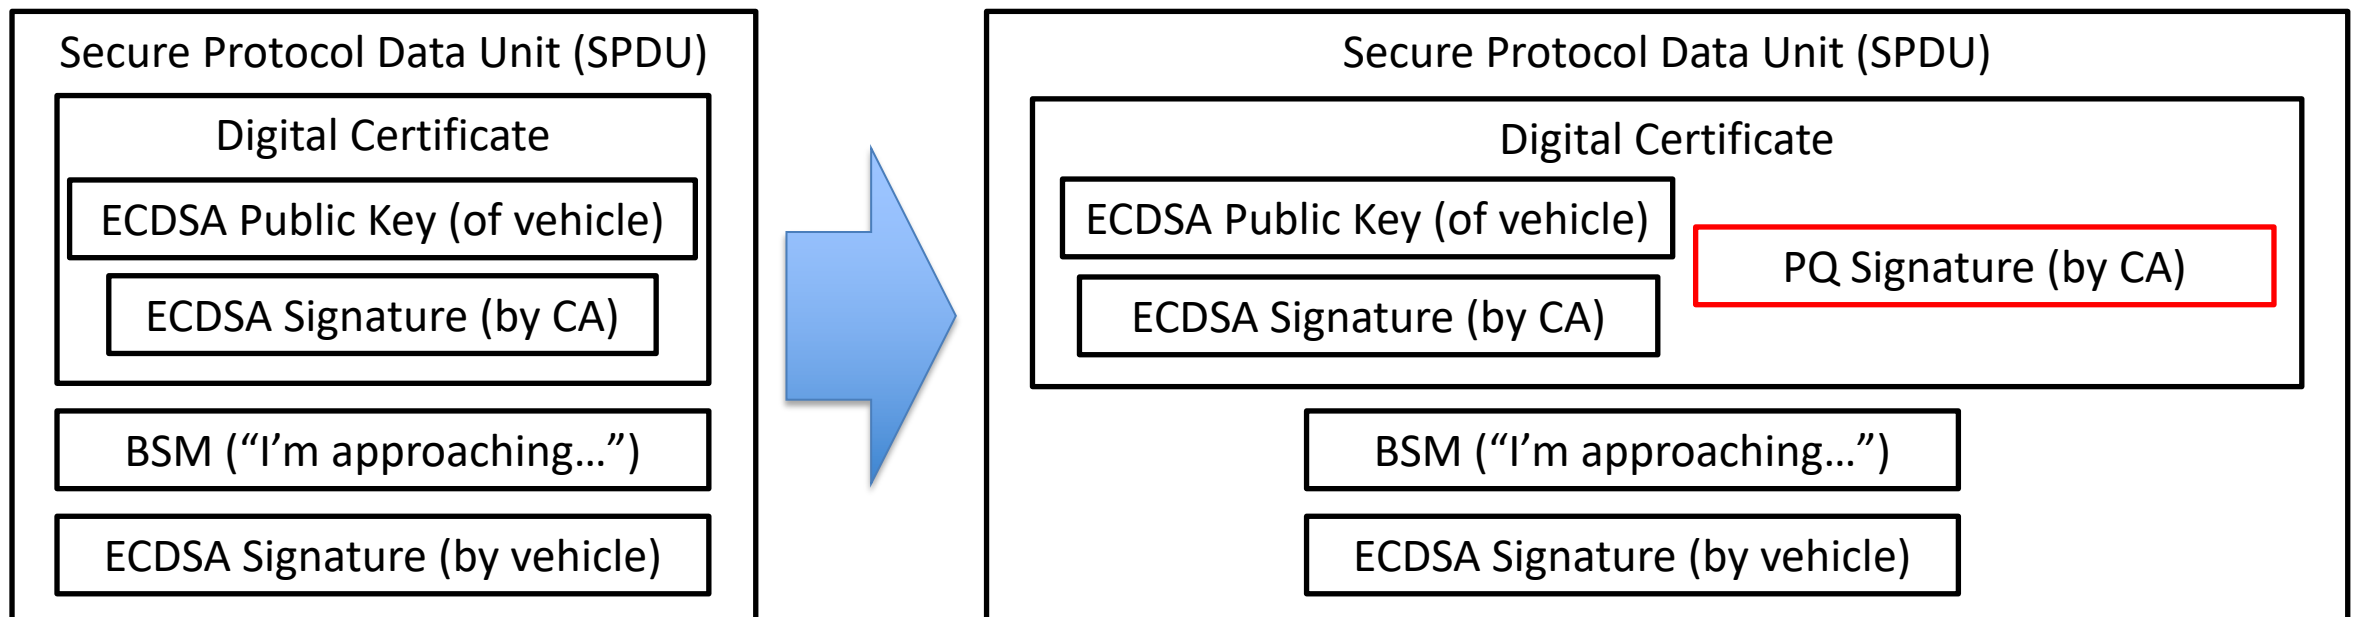 Secure Protocol Data Unit (SPDU)
Digital Certificate
ECDSA Public Key (of vehicle)
ECDSA Signature (by CA)
BSM (“I’m approaching…”)
ECDSA Signature (by vehicle)
Secure Protocol Data Unit (SPDU)
Digital Certificate
ECDSA Public Key (of vehicle)
ECDSA Signature (by CA)
PQ Signature (by CA)
BSM (“I’m approaching…”)
ECDSA Signature (by vehicle)